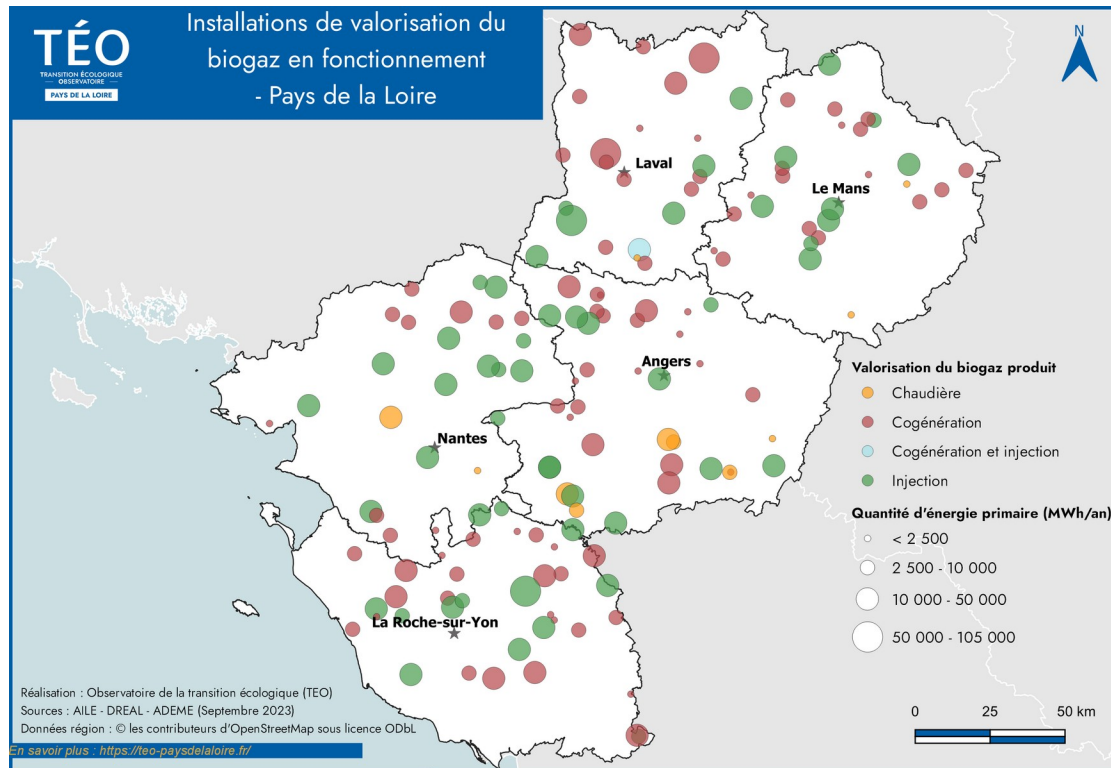 TÉO
TRANSITION ÉCOLOGIQUE
OBSERVATOIRE
PAYS DE LA LOIRE
Installations de valorisation du
biogaz en fonctionnement
- Pays de la Loire
N
Laval
Le Mans
Angers
Nantes
La Roche-sur-Yon
Valorisation du biogaz produit
Chaudière
Cogénération
Cogénération et injection
Injection
Quantité d'énergie primaire (MWh/an)
< 2 500
2 500 - 10 000
10 000 - 50 000
50 000 - 105 000
Réalisation : Observatoire de la transition écologique (TEO)
Sources : AILE - DREAL - ADEME (Septembre 2023)
Données région : © les contributeurs d'OpenStreetMap sous licence ODbL
En savoir plus : https://teo-paysdelaloire.fr/
0 25 50 km